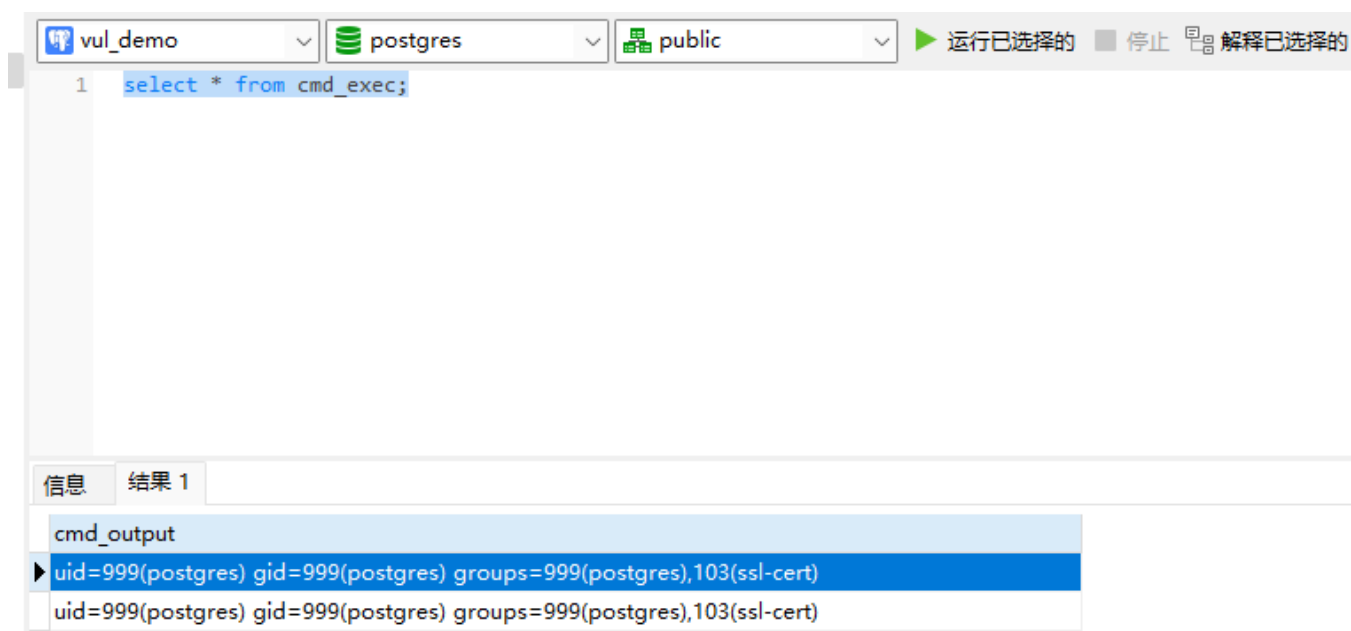 vul_demo postgres public 运行已选择的 停止 解释已选择的
1 select * from cmd_exec;
信息 结果 1
cmd_output
uid=999(postgres) gid=999(postgres) groups=999(postgres),103(ssl-cert)
uid=999(postgres) gid=999(postgres) groups=999(postgres),103(ssl-cert)